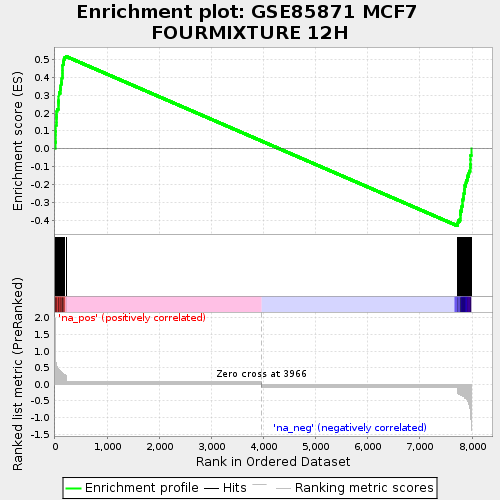 Enrichment plot: GSE85871 MCF7
FOURMIXTURE 12H
Enrichment score (ES)
0.5
0.4
0.3
0.2
0.1
0.0
-0.1
-0.2
-0.3
-0.4
'na_pos' (positively correlated)
Ranked list metric (PreRanked)
2.0
1.5
1.0
0.5
0.0
-0.5
-1.0
-1.5
Zero cross at 3966
'na_neg' (negatively correlated)
0 1,000 2,000 3,000 4,000 5,000 6,000 7,000 8,000
Rank in Ordered Dataset
Enrichment profile Hits Ranking metric scores